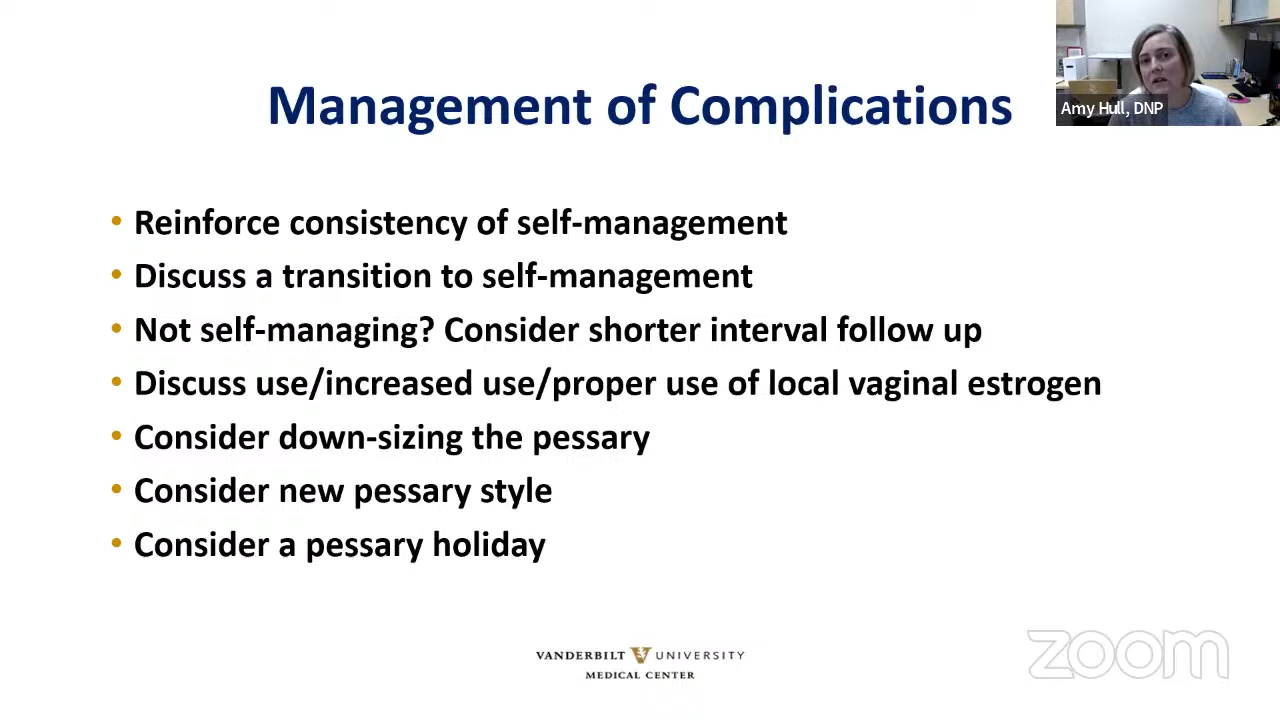 Management of Complications
Amy Hull, DNP
• Reinforce consistency of self-management
• Discuss a transition to self-management
• Not self-managing? Consider shorter interval follow up
• Discuss use/increased use/proper use of local vaginal estrogen
• Consider down-sizing the pessary
• Consider new pessary style
• Consider a pessary holiday
VANDERBILT V UNIVERSITY
MEDICAL CENTER
zoom